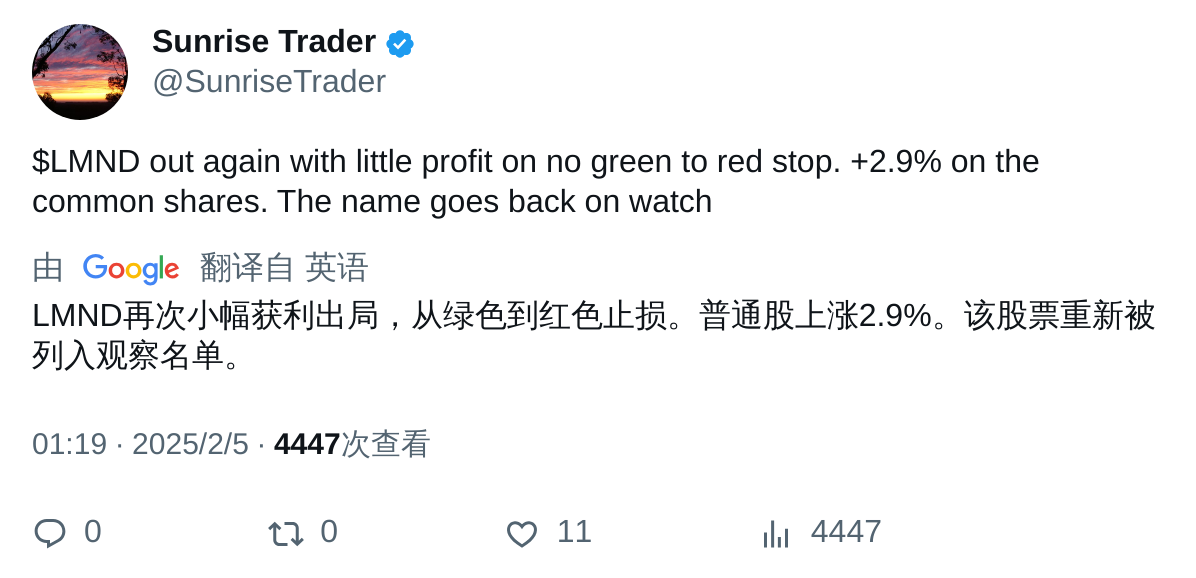 Sunrise Trader
@SunriseTrader
$LMND out again with little profit on no green to red stop. +2.9% on the
common shares. The name goes back on watch
由 Google 翻译自 英语
LMND再次小幅获利出局，从绿色到红色止损。普通股上涨2.9%。该股票重新被
列入观察名单。
01:19 · 2025/2/5 · 4447次查看
0 0 11 4447